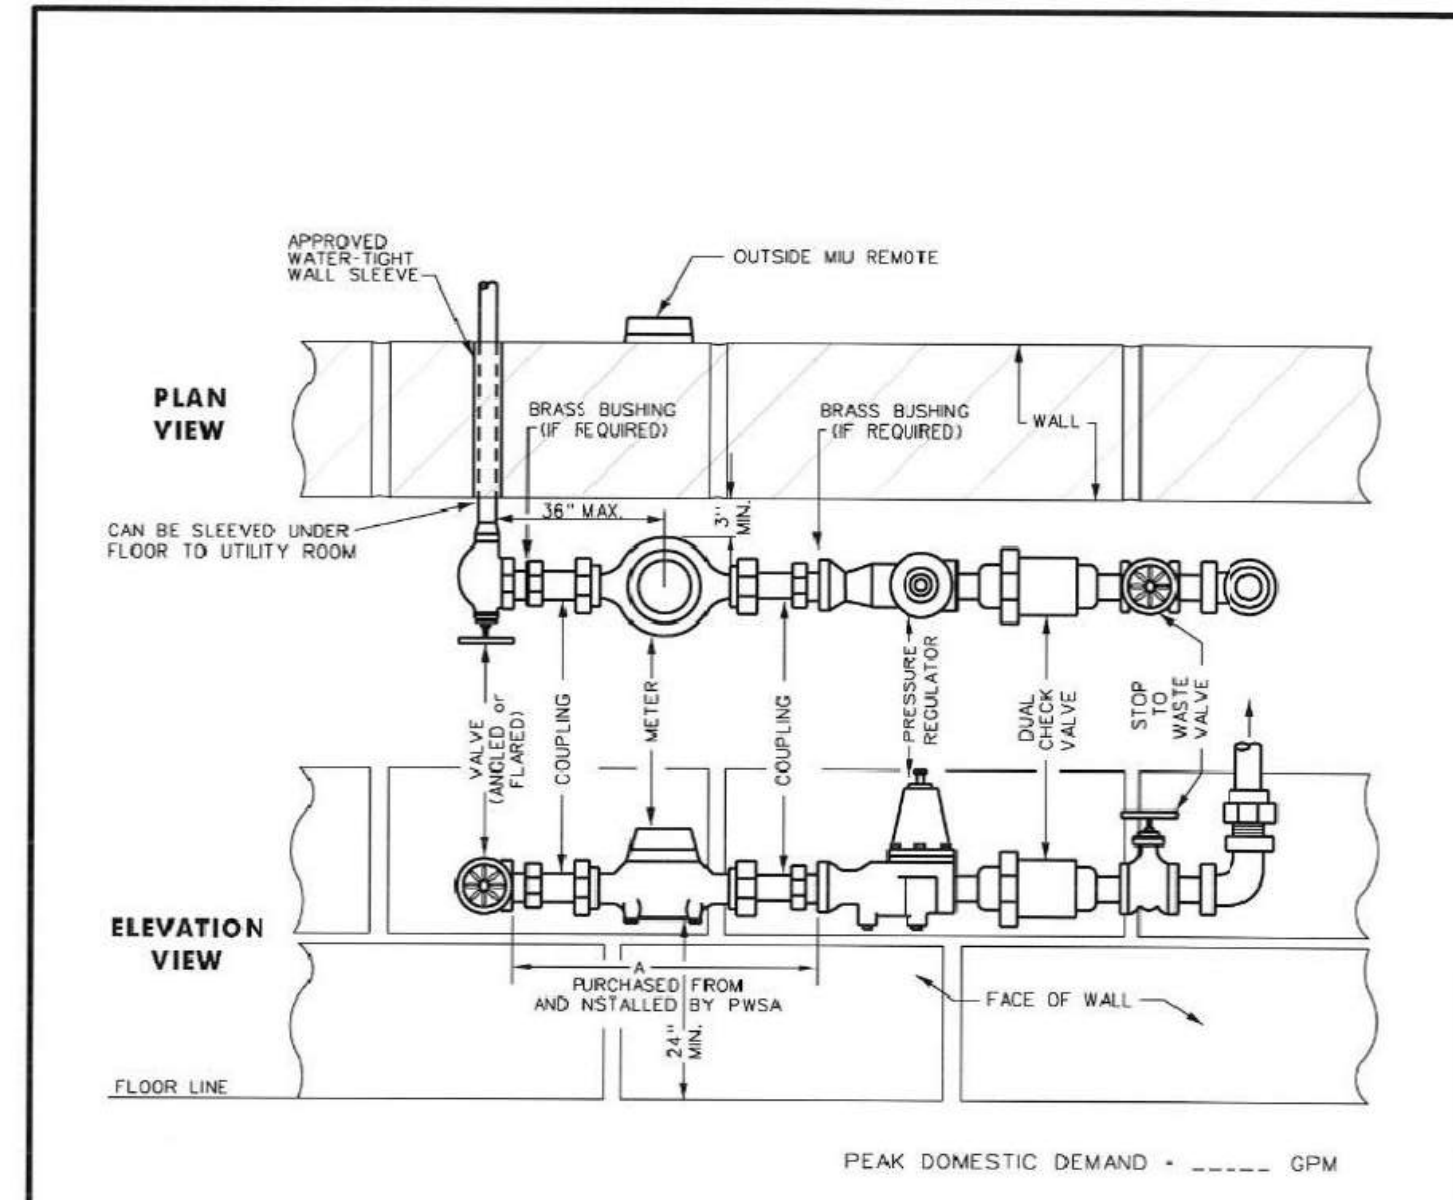 APPROVED
WATER-TIGHT
WALL SLEEVE
OUTSIDE MIU REMOTE
PLAN
VIEW
BRASS BUSHING
(IF REQUIRED)
BRASS BUSHING
(IF REQUIRED)
WALL
CAN BE SLEEVED UNDER
FLOOR TO UTILITY ROOM
36" MAX.
3"
MIN.
VALVE
(ANGLED or
FLARED)
COUPLING
METER
COUPLING
PRESSURE
REGULATOR
DUAL
CHECK
VALVE
STOP
TO
WASTE
VALVE
ELEVATION
VIEW
A
PURCHASED FROM
AND NSTALLED BY PWSA
24"
MIN.
FACE OF WALL
FLOOR LINE
PEAK DOMESTIC DEMAND - _____ GPM